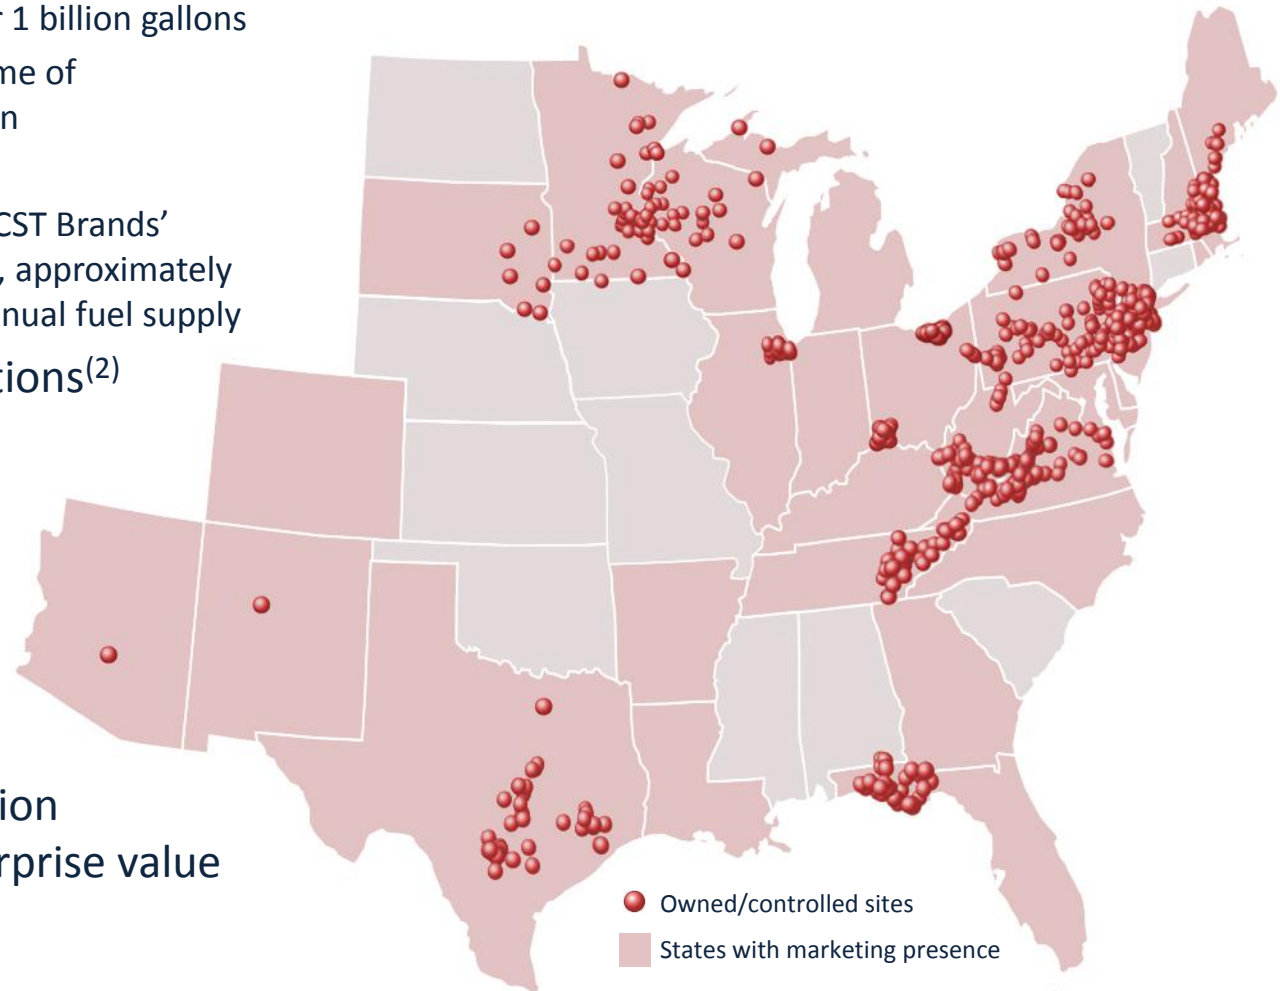 1 billion gallons
me of
n
CST Brands’
, approximately
nual fuel supply
tions(2)
ion
rprise value
Owned/controlled sites
States with marketing presence